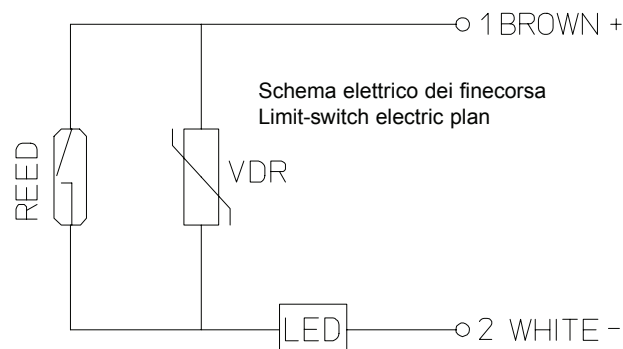 1 BROWN +
Schema elettrico dei finecorsa
Limit-switch electric plan
REED
VDR
LED
2 WHITE -